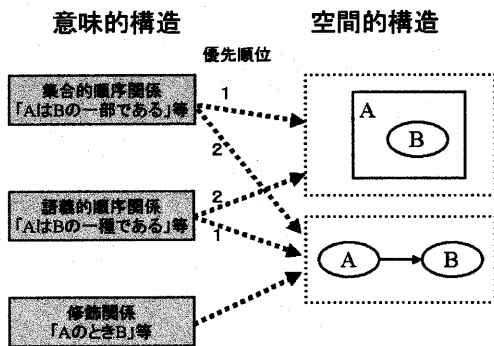 意味的構造
空間的構造
優先順位
集合的順序関係
「AはBの一部である」等
1
2
A
B
語義的順序関係
「AはBの一種である」等
2
1
A
B
修飾関係
「AのときB」等